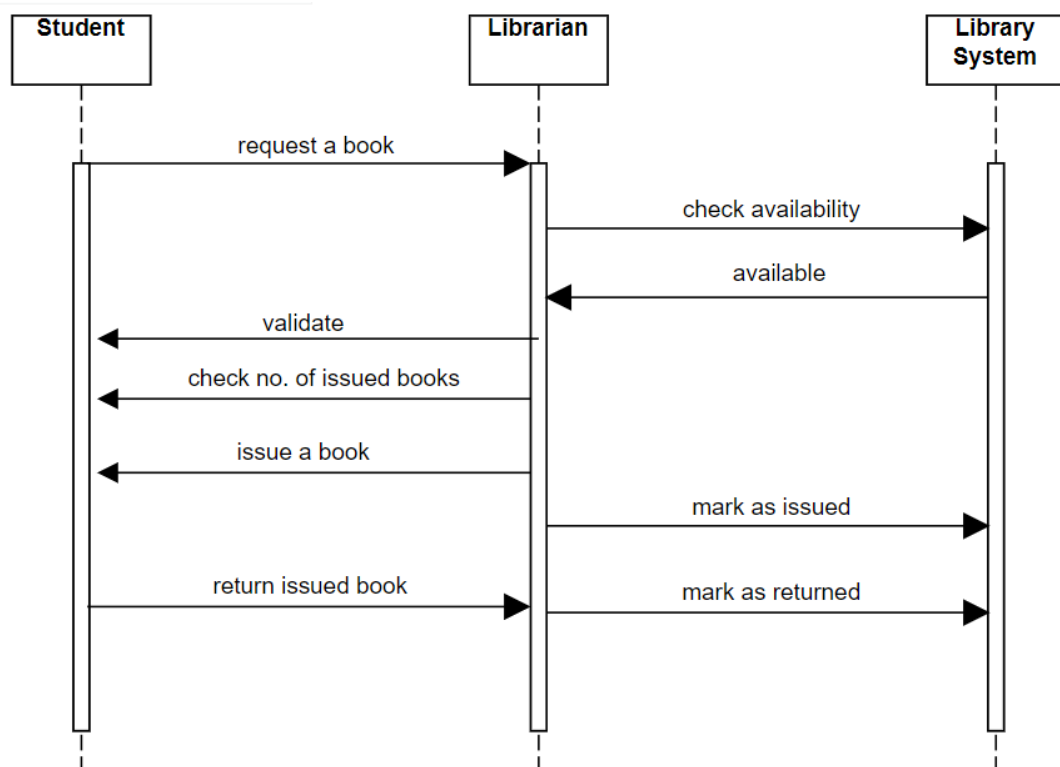 Student
Librarian
Library
System
request a book
check availability
available
validate
check no. of issued books
issue a book
mark as issued
return issued book
mark as returned